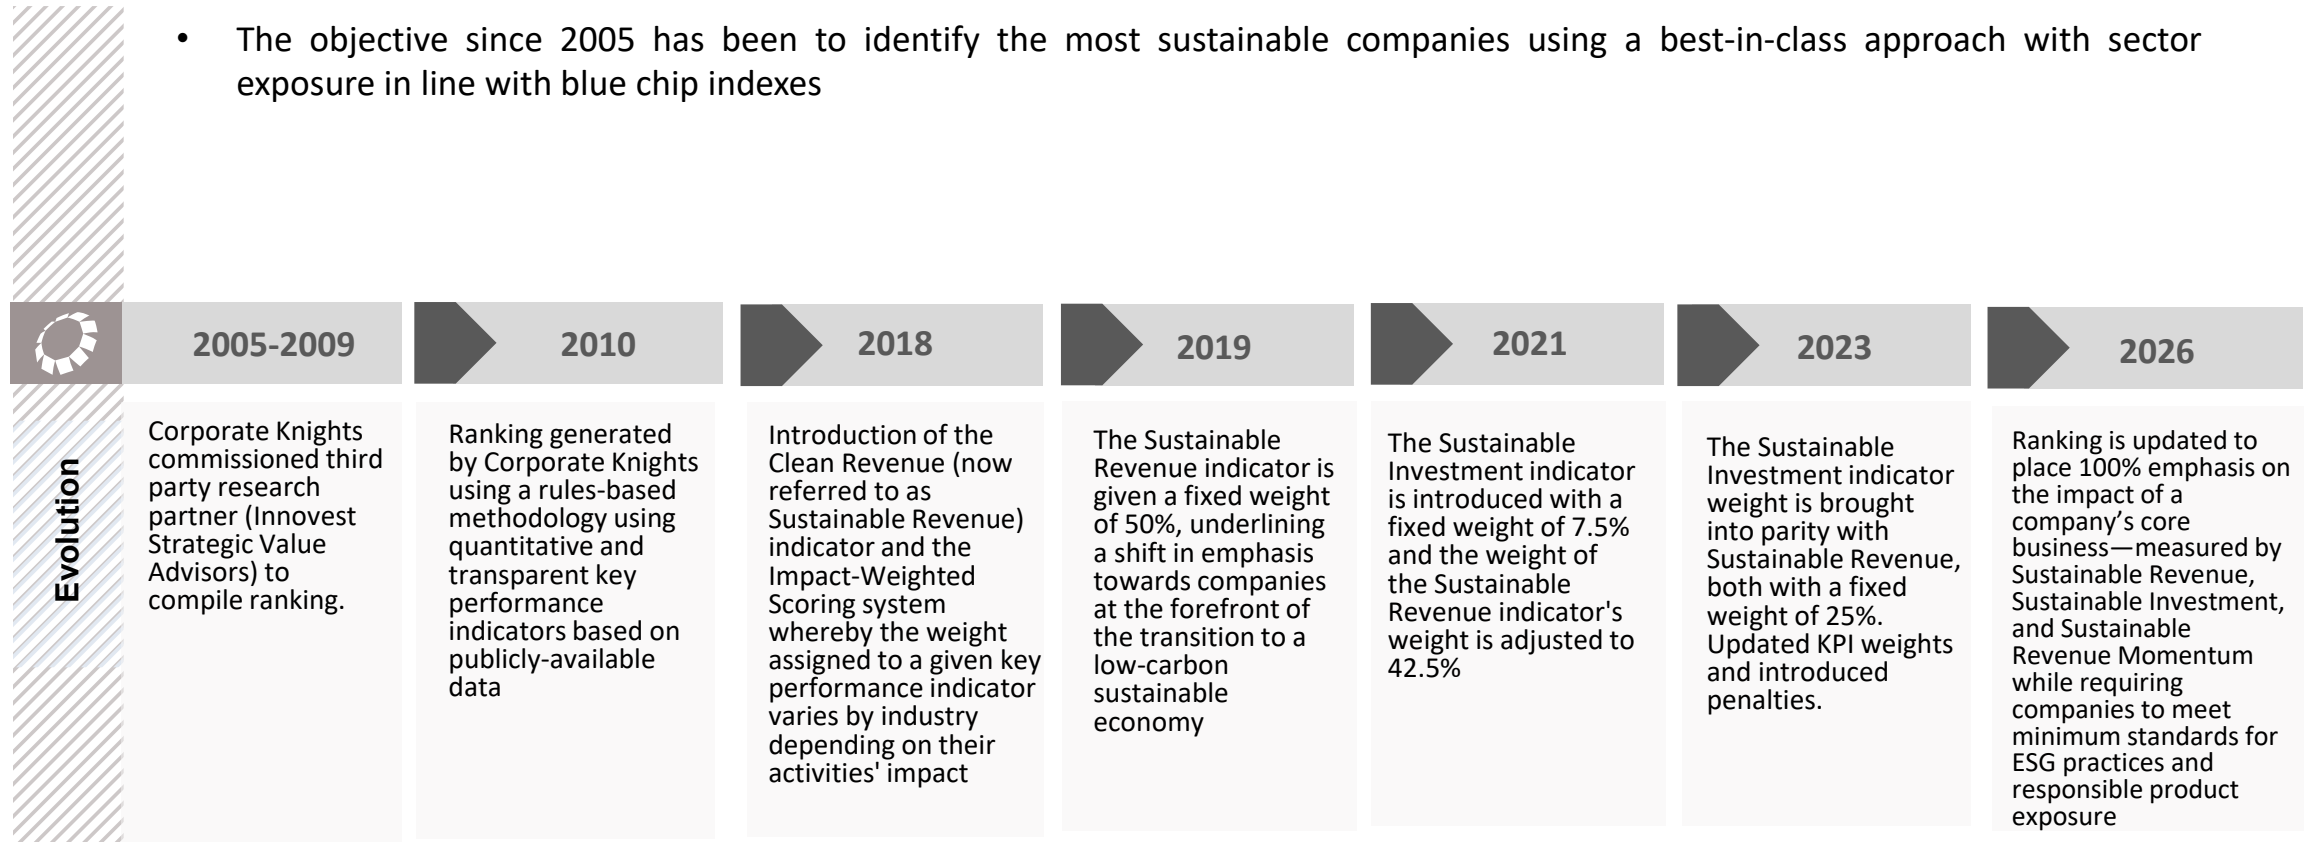 • The objective since 2005 has been to identify the most sustainable companies using a best-in-class approach with sector
exposure in line with blue chip indexes
2005-2009
2010
2018
2019
2021
2023
2026
Evolution
Corporate Knights
commissioned third
party research
partner (Innovest
Strategic Value
Advisors) to
compile ranking.
Ranking generated
by Corporate Knights
using a rules-based
methodology using
quantitative and
transparent key
performance
indicators based on
publicly-available
data
Introduction of the
Clean Revenue (now
referred to as
Sustainable Revenue)
indicator and the
Impact-Weighted
Scoring system
whereby the weight
assigned to a given key
performance indicator
varies by industry
depending on their
activities' impact
The Sustainable
Revenue indicator is
given a fixed weight
of 50%, underlining
a shift in emphasis
towards companies
at the forefront of
the transition to a
low-carbon
sustainable
economy
The Sustainable
Investment indicator
is introduced with a
fixed weight of 7.5%
and the weight of
the Sustainable
Revenue indicator's
weight is adjusted to
42.5%
The Sustainable
Investment indicator
weight is brought
into parity with
Sustainable Revenue,
both with a fixed
weight of 25%.
Updated KPI weights
and introduced
penalties.
Ranking is updated to
place 100% emphasis on
the impact of a
company’s core
business—measured by
Sustainable Revenue,
Sustainable Investment,
and Sustainable
Revenue Momentum
while requiring
companies to meet
minimum standards for
ESG practices and
responsible product
exposure